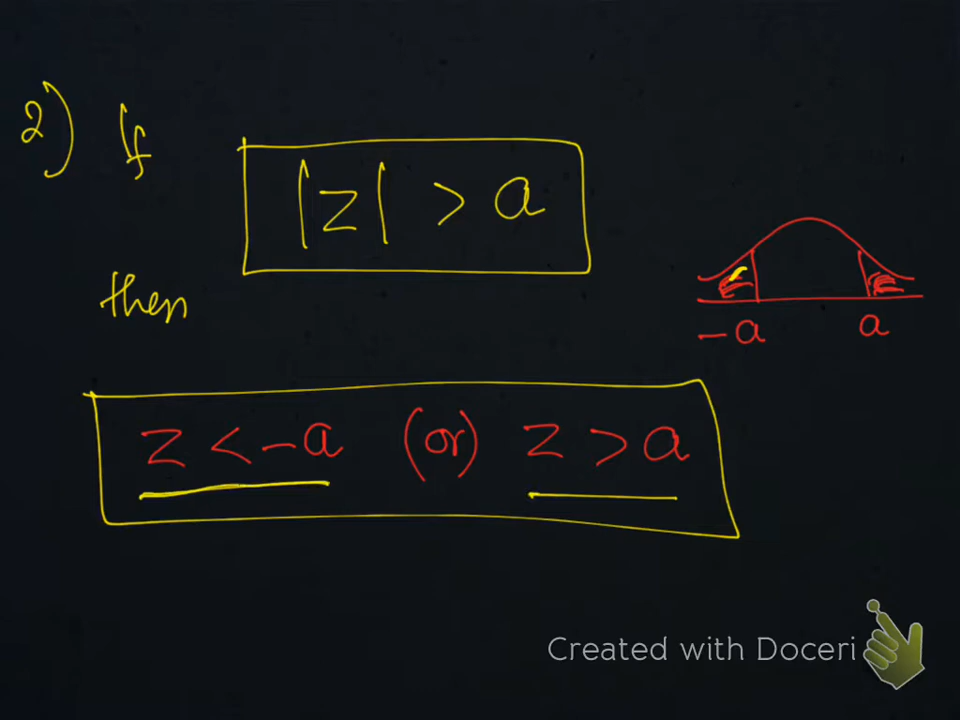 2) If
|z| > a
then
-a a
z < -a (or) z > a
Created with Doceri